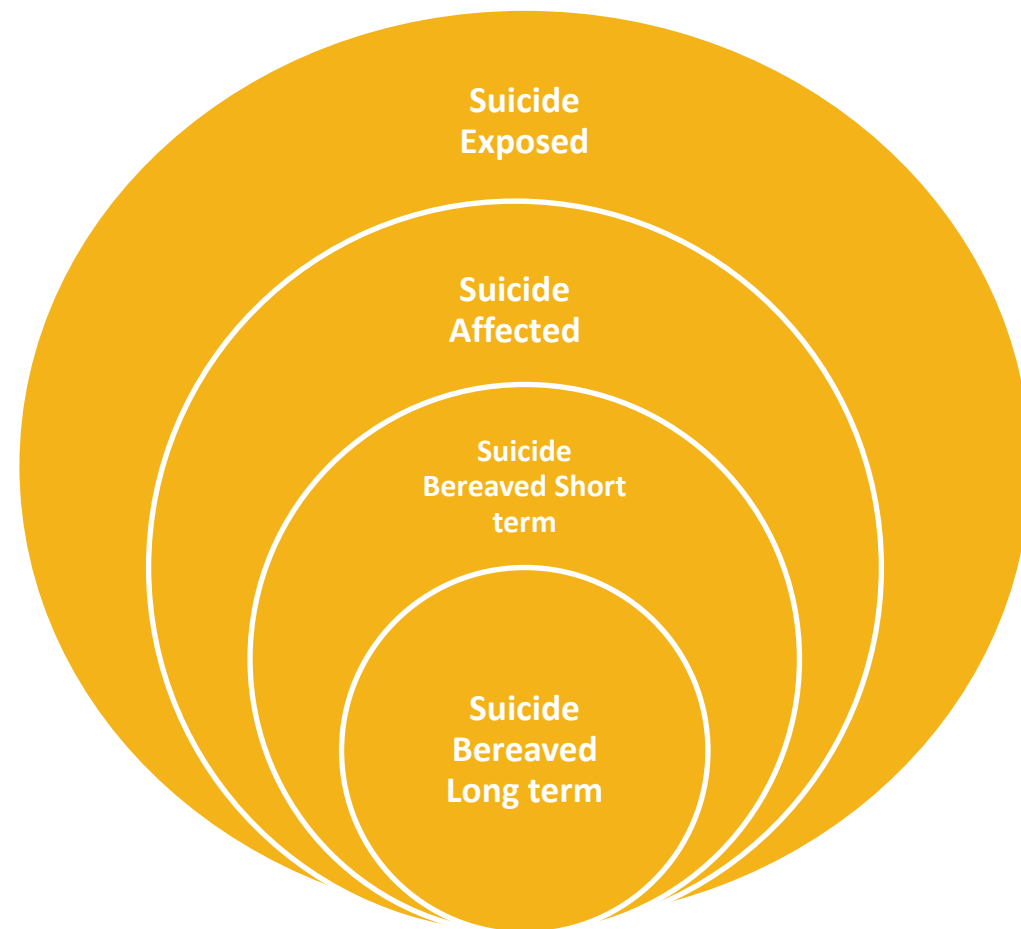 Suicide
Exposed
Suicide
Affected
Suicide
Bereaved Short
term
Suicide
Bereaved
Long term